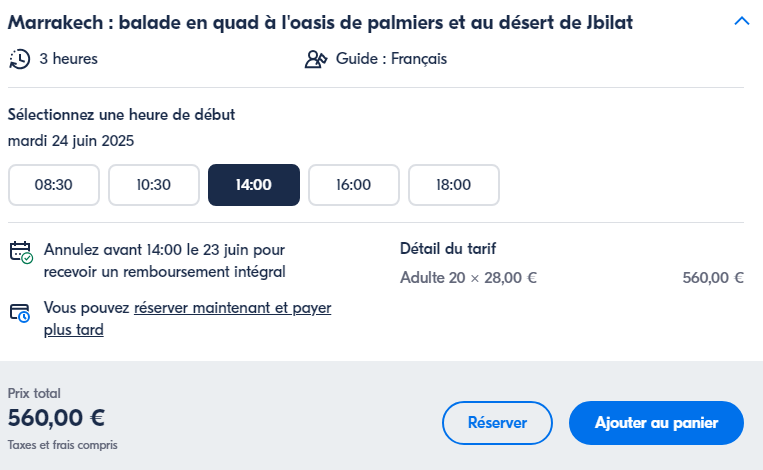 Marrakech : balade en quad à l'oasis de palmiers et au désert de Jbilat
3 heures
Guide : Français
Sélectionnez une heure de début
mardi 24 juin 2025
08:30
10:30
14:00
16:00
18:00
Annulez avant 14:00 le 23 juin pour
recevoir un remboursement intégral
Vous pouvez réserver maintenant et payer
plus tard
Détail du tarif
Adulte 20 × 28,00 €
560,00 €
Prix total
560,00 €
Taxes et frais compris
Réserver
Ajouter au panier